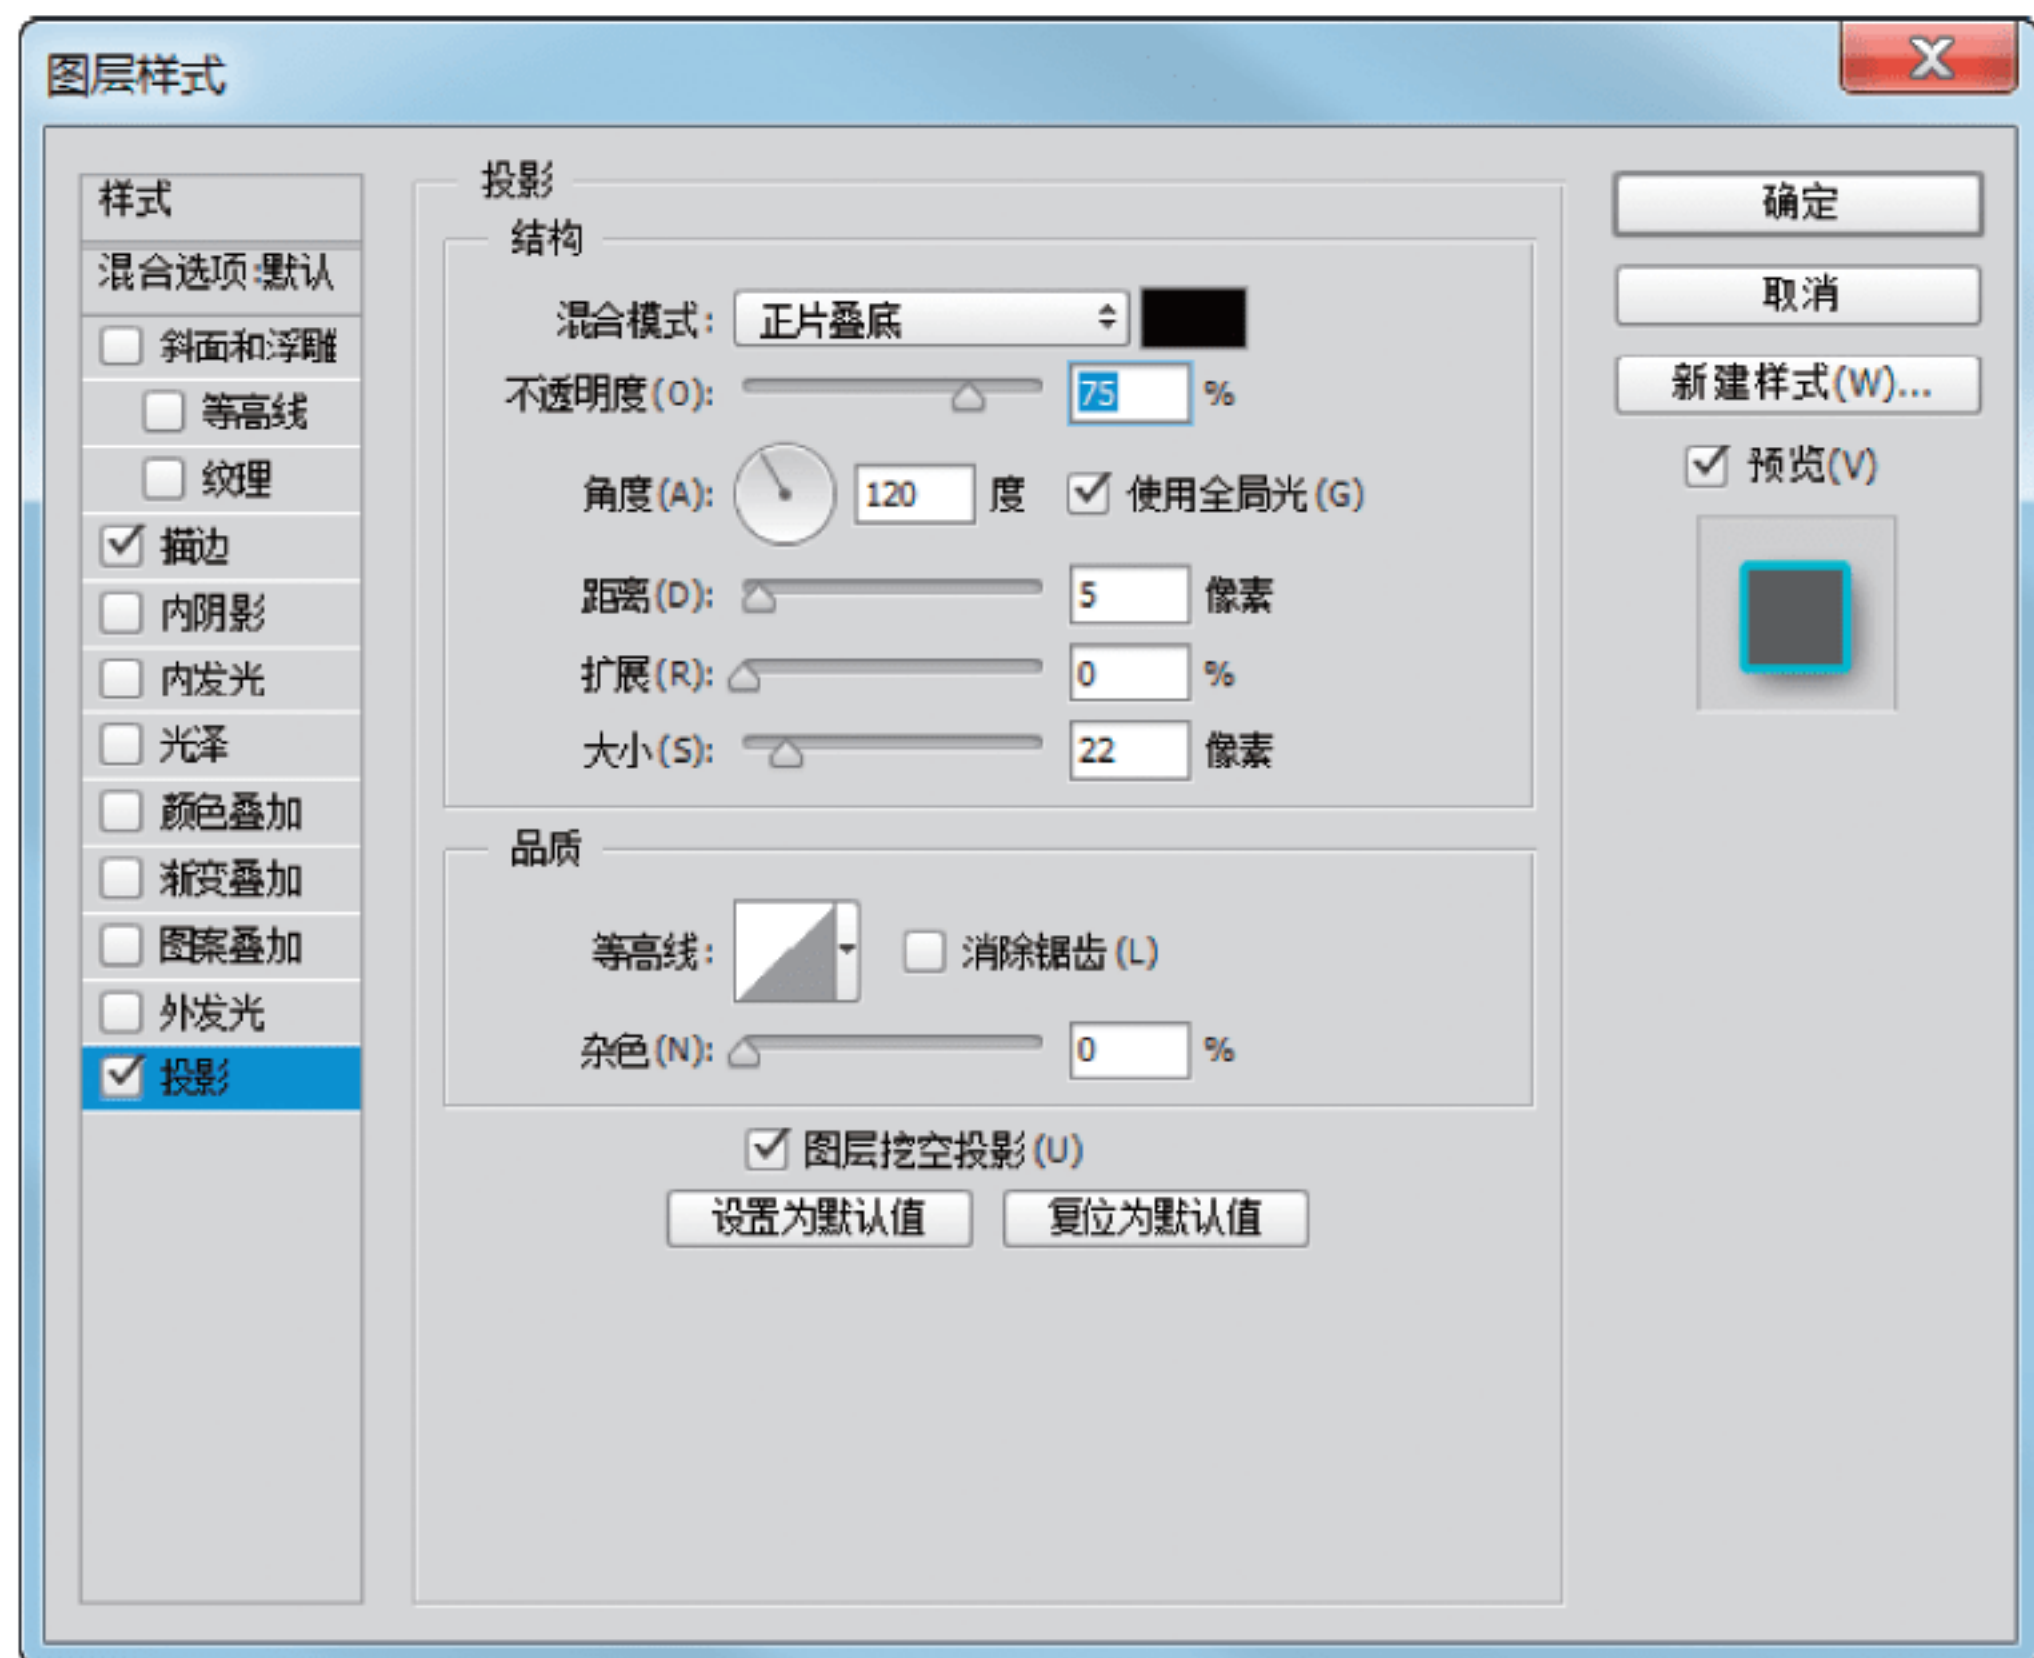 图层样式
样式
混合选项:默认
斜面和浮雕
等高线
纹理
描边
内阴影
内发光
光泽
颜色叠加
渐变叠加
图案叠加
外发光
投影
投影
结构
混合模式: 正片叠底
不透明度(O): 75 %
角度(A): 120 度 使用全局光(G)
距离(D): 5 像素
扩展(R): 0 %
大小(S): 22 像素
品质
等高线: 消除锯齿(L)
杂色(N): 0 %
图层挖空投影(U)
设置为默认值 复位为默认值
确定
取消
新建样式(W)...
预览(V)